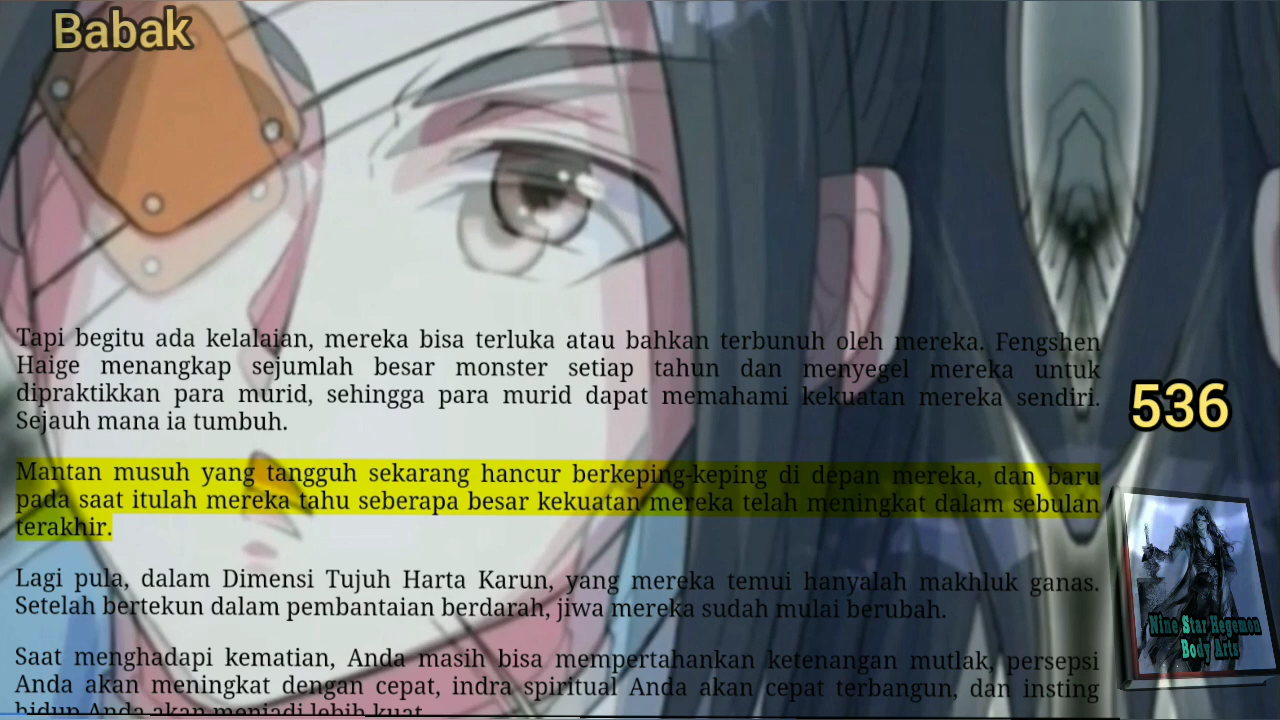 Babak
Tapi begitu ada kelalaian, mereka bisa terluka atau bahkan terbunuh oleh mereka. Fengshen
Haige menangkap sejumlah besar monster setiap tahun dan menyegel mereka untuk
dipraktikkan para murid, sehingga para murid dapat memahami kekuatan mereka sendiri.
Sejauh mana ia tumbuh.
536
Mantan musuh yang tangguh sekarang hancur berkeping-keping di depan mereka, dan baru
pada saat itulah mereka tahu seberapa besar kekuatan mereka telah meningkat dalam sebulan
terakhir.
Lagi pula, dalam Dimensi Tujuh Harta Karun, yang mereka temui hanyalah makhluk ganas.
Setelah bertekun dalam pembantaian berdarah, jiwa mereka sudah mulai berubah.
Saat menghadapi kematian, Anda masih bisa mempertahankan ketenangan mutlak, persepsi
Anda akan meningkat dengan cepat, indra spiritual Anda akan cepat terbangun, dan insting
hidup Anda akan menjadi lebih kuat.
Nine Star Hegemon
Body Arts